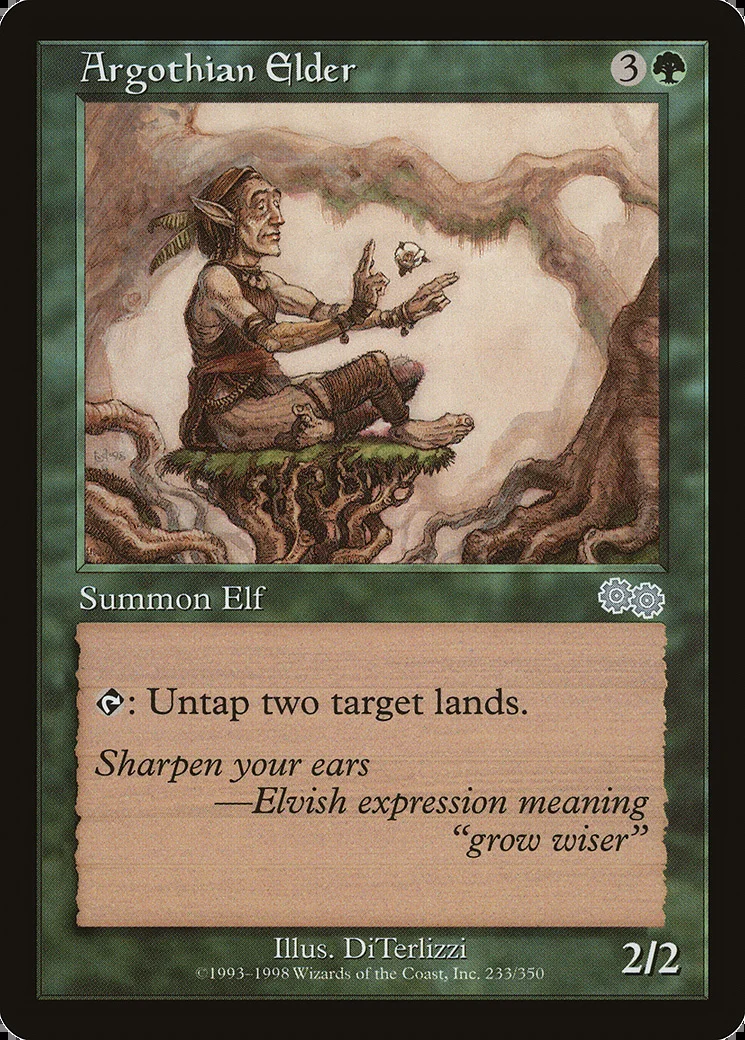 Argothian Elder 3
Summon Elf
: Untap two target lands.
Sharpen your ears
—Elvish expression meaning
“grow wiser”
Illus. DiTerlizzi
2/2
©1993–1998 Wizards of the Coast, Inc. 233/350